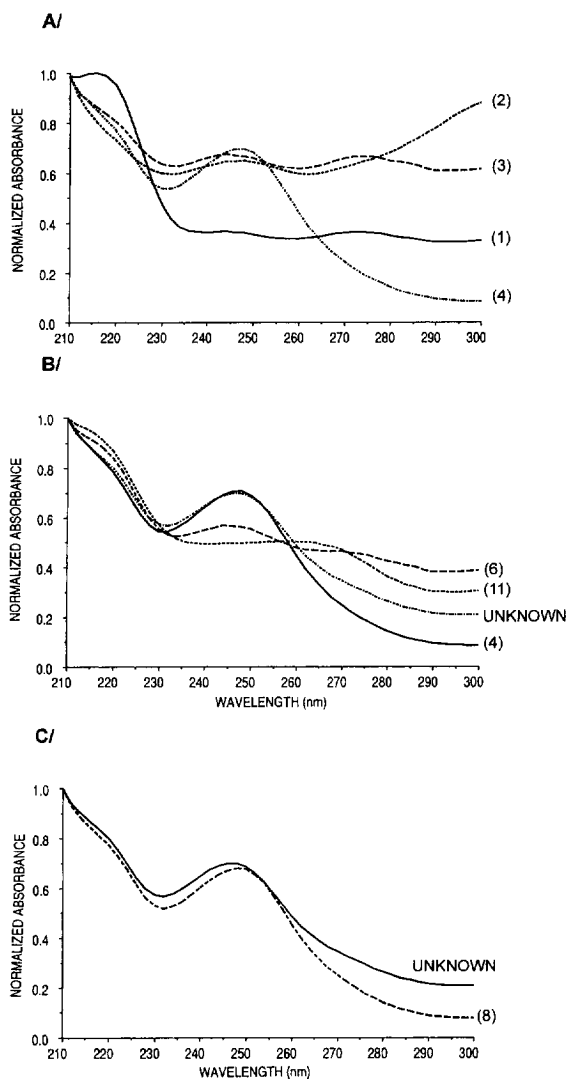 A/
NORMALIZED ABSORBANCE
1.0
0.8
0.6
0.4
0.2
0.0
(2)
(3)
(1)
(4)
210 220 230 240 250 260 270 280 290 300
B/
NORMALIZED ABSORBANCE
1.0
0.8
0.6
0.4
0.2
0.0
(6)
(11)
UNKNOWN
(4)
210 220 230 240 250 260 270 280 290 300
WAVELENGTH (nm)
C/
NORMALIZED ABSORBANCE
1.0
0.8
0.6
0.4
0.2
0.0
UNKNOWN
(8)
210 220 230 240 250 260 270 280 290 300
WAVELENGTH (nm)